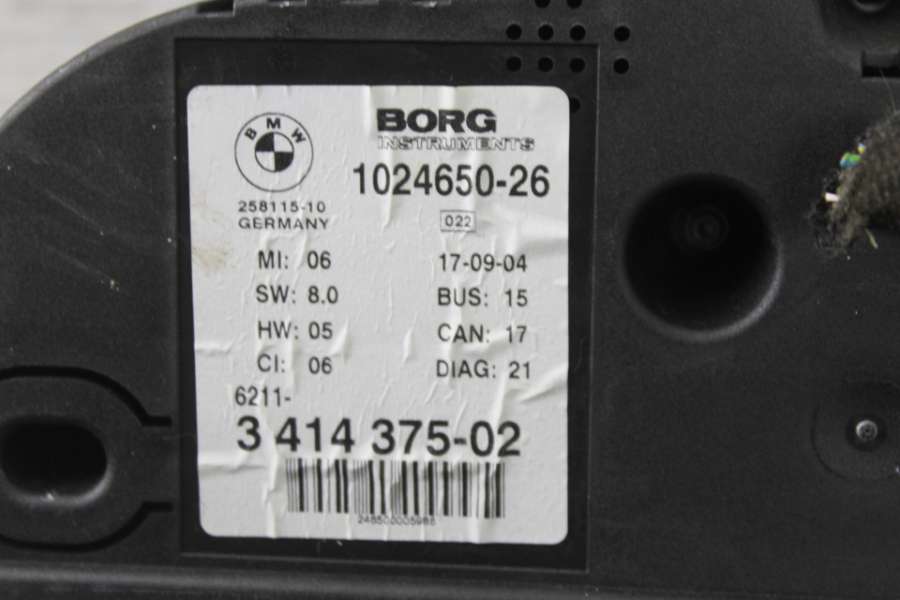 BMW
BORG
INSTRUMENTS
1024650-26
258115-10
GERMANY
022
MI: 06 17-09-04
SW: 8.0 BUS: 15
HW: 05 CAN: 17
CI: 06 DIAG: 21
6211-
3 414 375-02